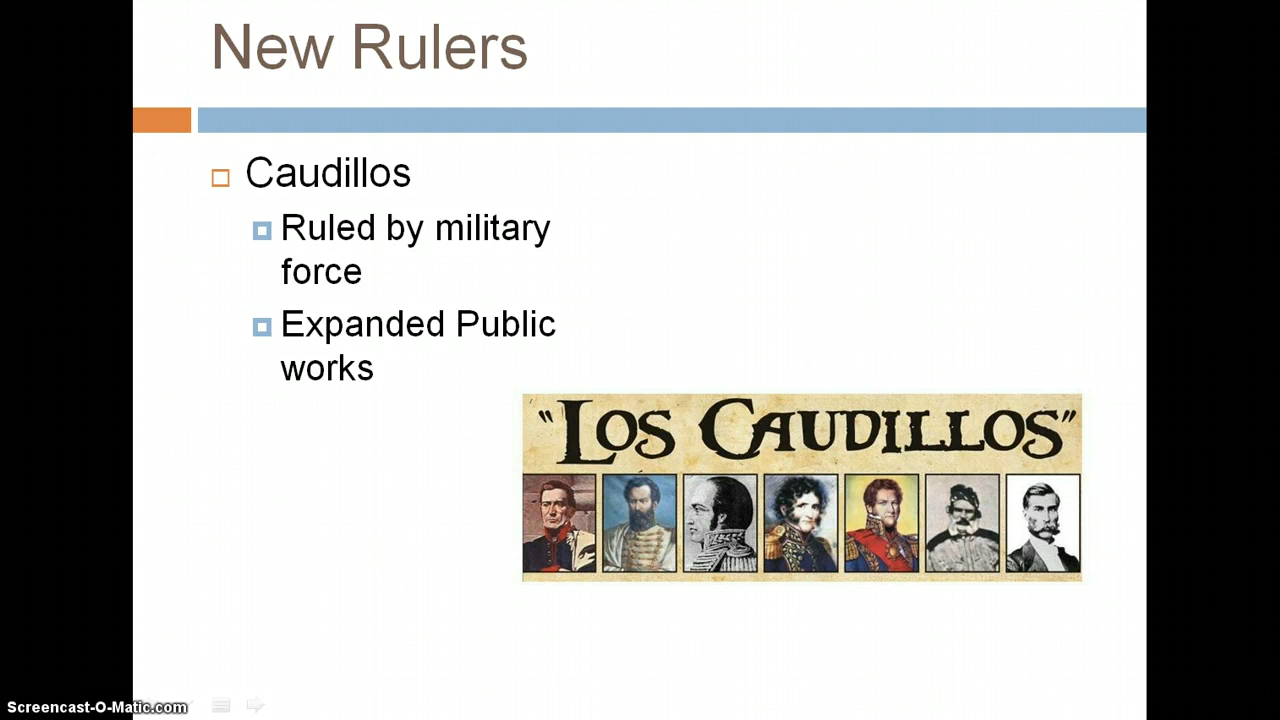 New Rulers
Caudillos
Ruled by military
force
Expanded Public
works
"Los Caudillos"
Screencast-O-Matic.com